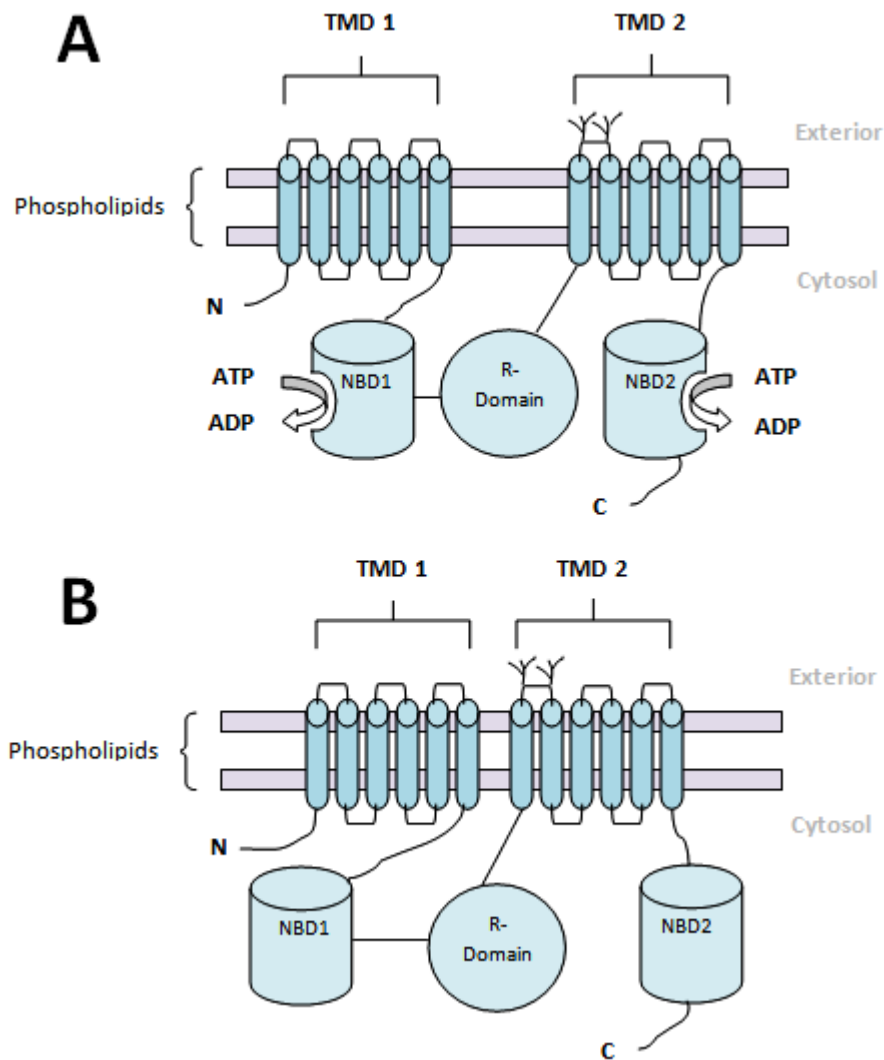 A
TMD 1
TMD 2
Exterior
Phospholipids
Cytosol
N
ATP
ADP
NBD1
R-
Domain
NBD2
ATP
ADP
C
B
TMD 1
TMD 2
Exterior
Phospholipids
Cytosol
N
NBD1
R-
Domain
NBD2
C